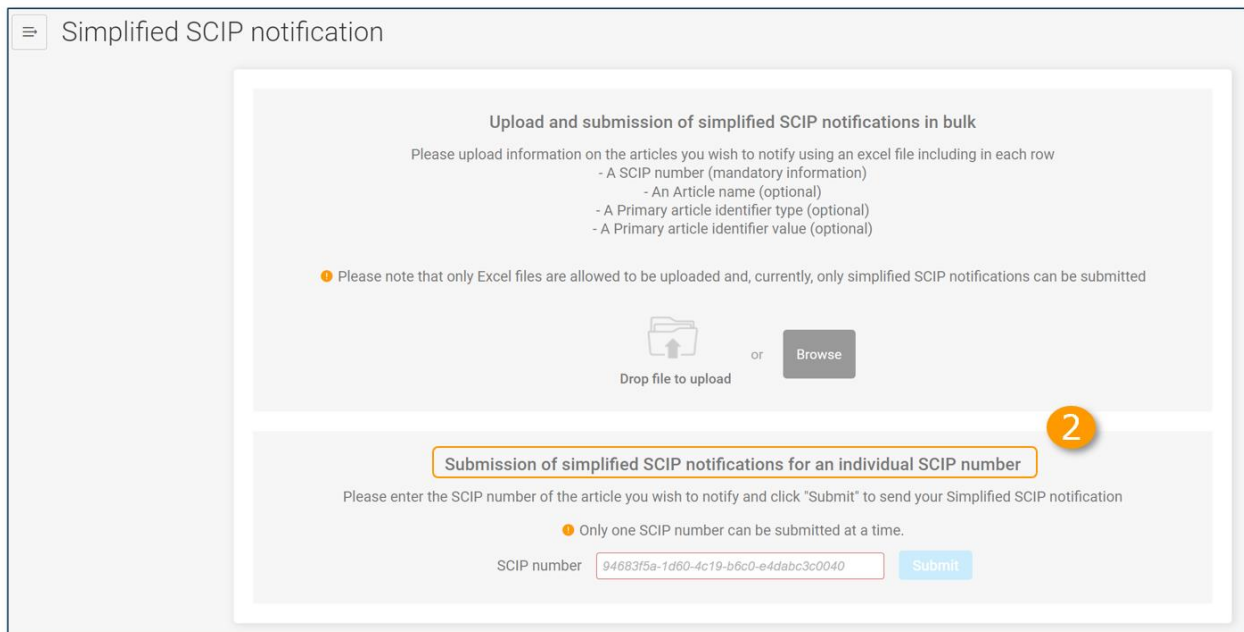 Simplified SCIP notification
Upload and submission of simplified SCIP notifications in bulk
Please upload information on the articles you wish to notify using an excel file including in each row
- A SCIP number (mandatory information)
- An Article name (optional)
- A Primary article identifier type (optional)
- A Primary article identifier value (optional)
! Please note that only Excel files are allowed to be uploaded and, currently, only simplified SCIP notifications can be submitted
or Browse
Drop file to upload
2
Submission of simplified SCIP notifications for an individual SCIP number
Please enter the SCIP number of the article you wish to notify and click "Submit" to send your Simplified SCIP notification
! Only one SCIP number can be submitted at a time.
SCIP number 94683f5a-1d60-4c19-b6c0-e4dabc3c0040 Submit